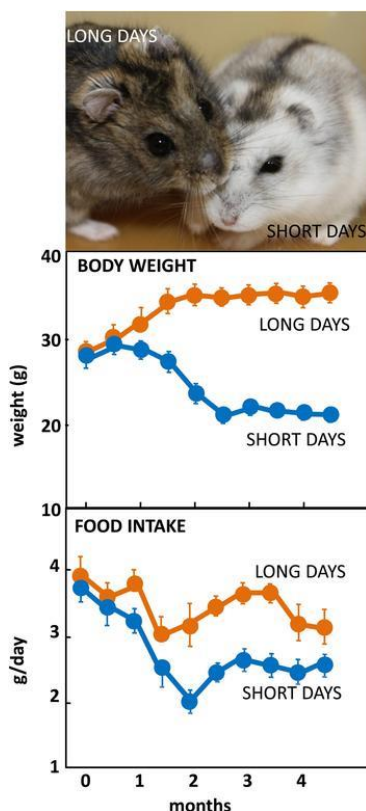 LONG DAYS
SHORT DAYS
40
BODY WEIGHT
LONG DAYS
30
weight (g)
20
SHORT DAYS
10
FOOD INTAKE
4
LONG DAYS
3
g/day
SHORT DAYS
2
1
0 1 2 3 4
months